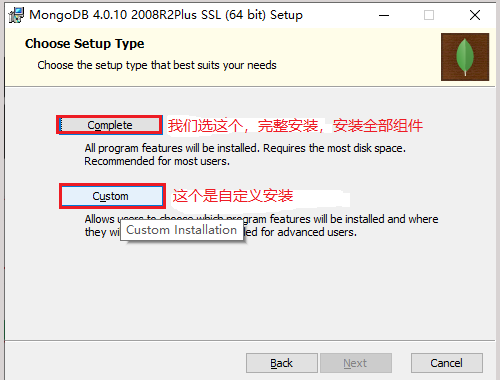 MongoDB 4.0.10 2008R2Plus SSL (64 bit) Setup
Choose Setup Type
Choose the setup type that best suits your needs
Complete 我们选这个，完整安装，安装全部组件
All program features will be installed. Requires the most disk space.
Recommended for most users.
Custom 这个是自定义安装
Allows users to choose which program features will be installed and where
they wi
Custom Installation
ed for advanced users.
Back Next Cancel